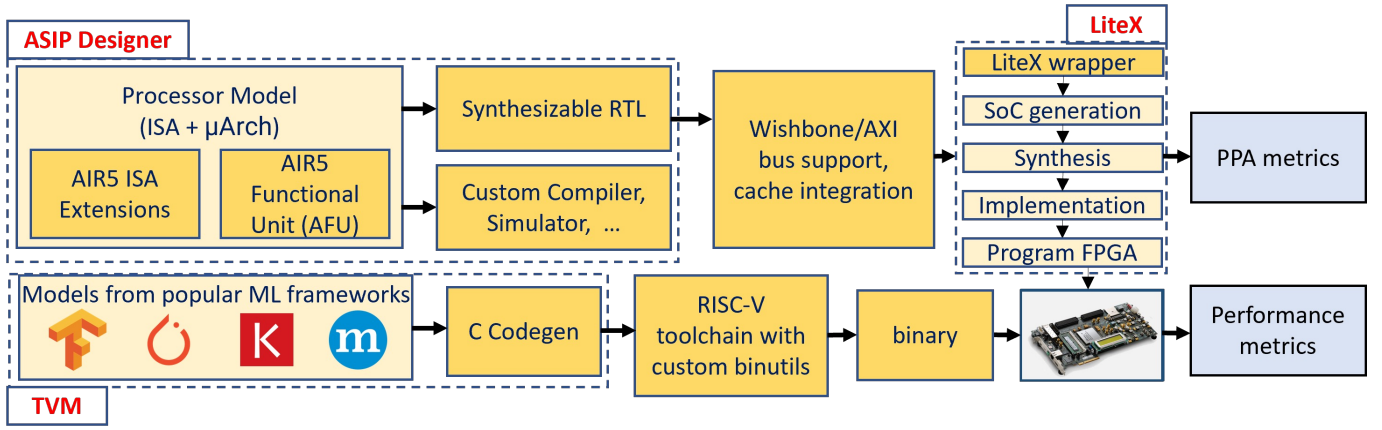 ASIP Designer
LiteX
Processor Model
(ISA + μArch)
AIR5 ISA
Extensions
AIR5
Functional
Unit (AFU)
Synthesizable RTL
Custom Compiler,
Simulator, ...
Wishbone/AXI
bus support,
cache integration
LiteX wrapper
SoC generation
Synthesis
Implementation
Program FPGA
PPA metrics
Models from popular ML frameworks
K
m
C Codegen
RISC-V
toolchain with
custom binutils
binary
Performance
metrics
TVM